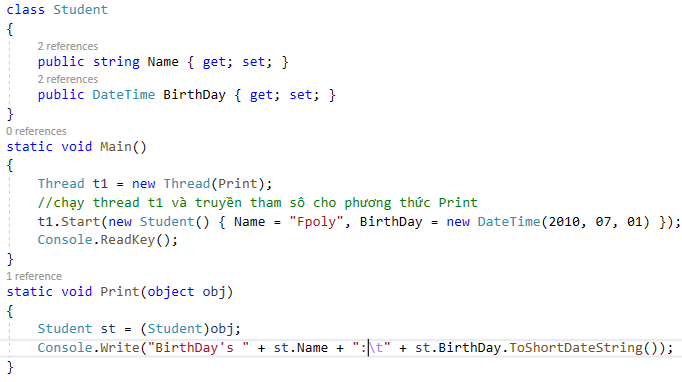 class Student
{
2 references
public string Name { get; set; }
2 references
public DateTime BirthDay { get; set; }
}
0 references
static void Main()
{
Thread t1 = new Thread(Print);
//chạy thread t1 và truyền tham sô cho phương thức Print
t1.Start(new Student() { Name = "Fpoly", BirthDay = new DateTime(2010, 07, 01) });
Console.ReadKey();
}
1 reference
static void Print(object obj)
{
Student st = (Student)obj;
Console.Write("BirthDay's " + st.Name + ":\t" + st.BirthDay.ToShortDateString());
}